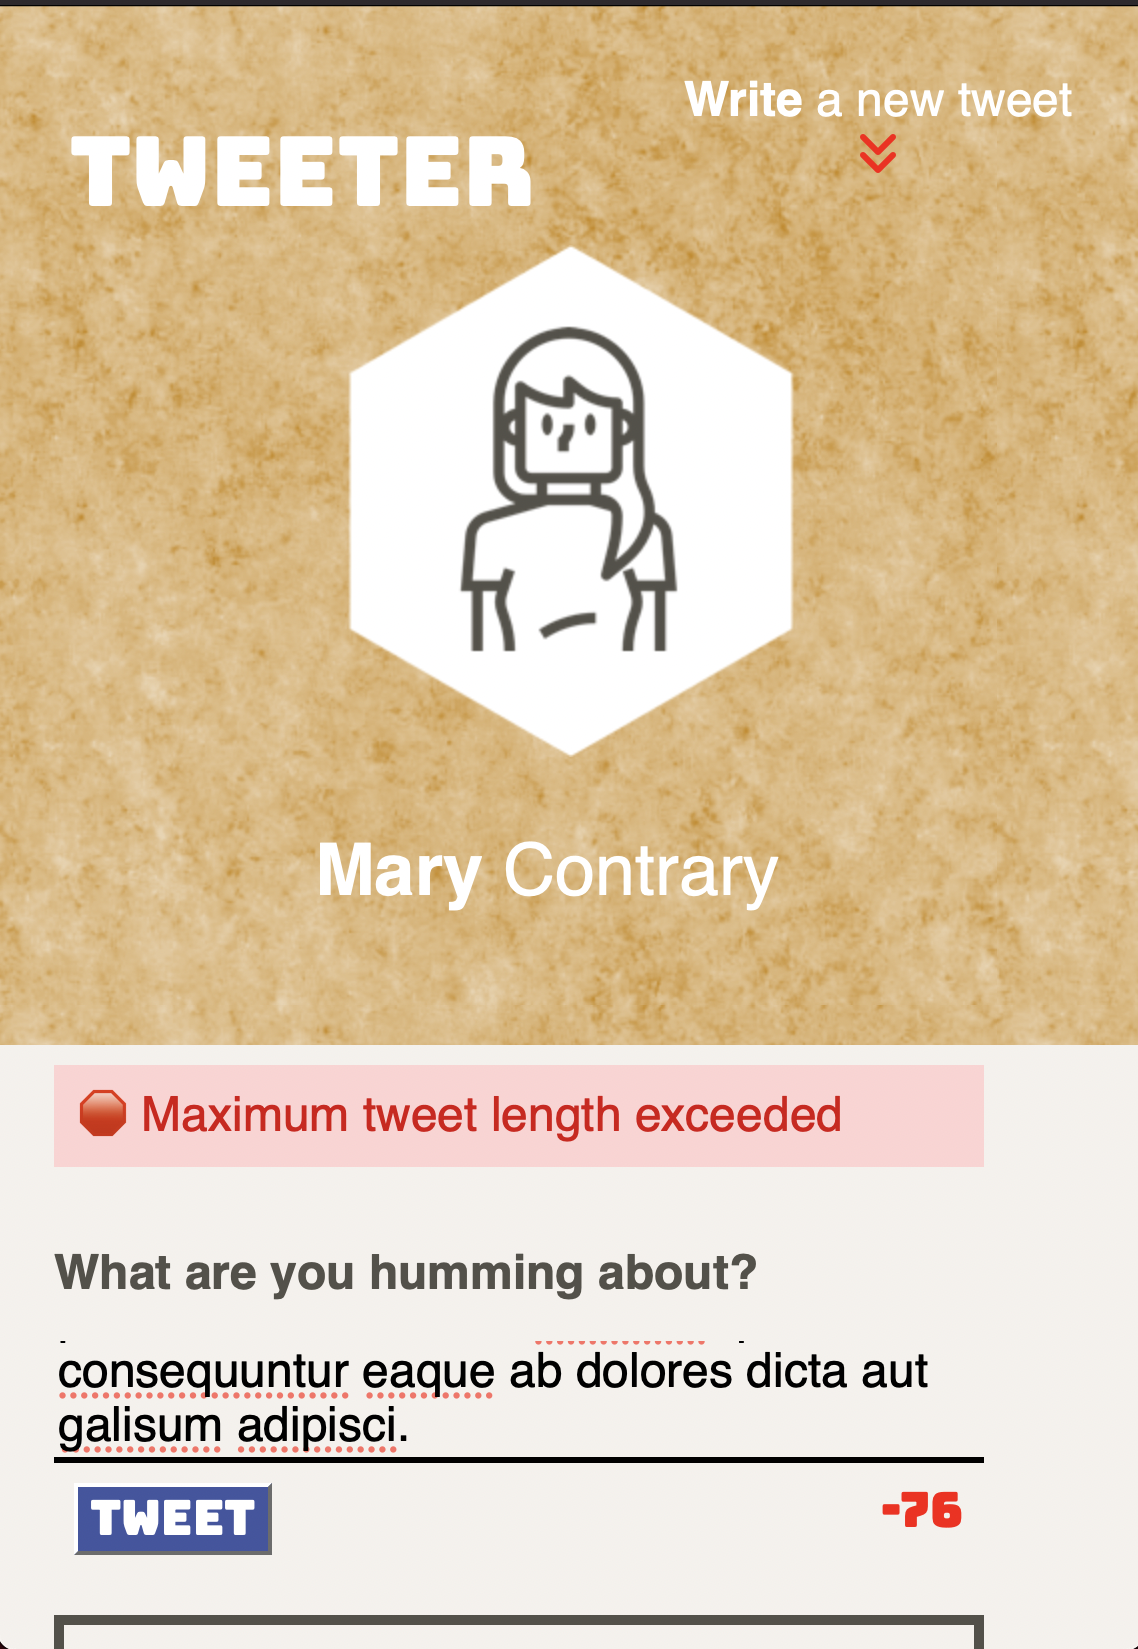 Write a new tweet
TWEETER
Mary Contrary
Maximum tweet length exceeded
What are you humming about?
consequuntur eaque ab dolores dicta aut
galisum adipisci.
TWEET
-76